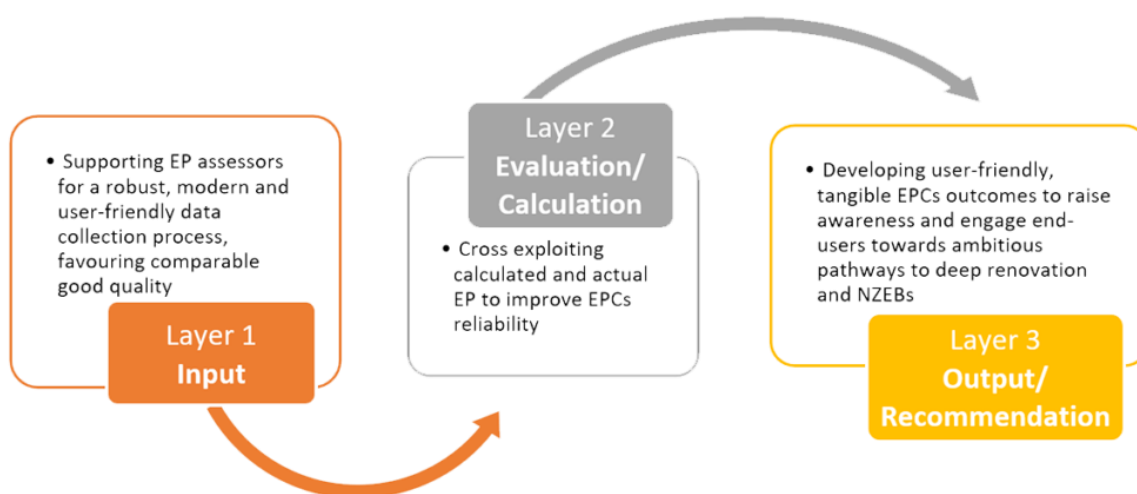 • Supporting EP assessors
for a robust, modern and
user-friendly data
collection process,
favouring comparable
good quality
Layer 1
Input
Layer 2
Evaluation/
Calculation
• Cross exploiting
calculated and actual
EP to improve EPCs
reliability
• Developing user-friendly,
tangible EPCs outcomes to raise
awareness and engage end-
users towards ambitious
pathways to deep renovation
and NZEBs
Layer 3
Output/
Recommendation